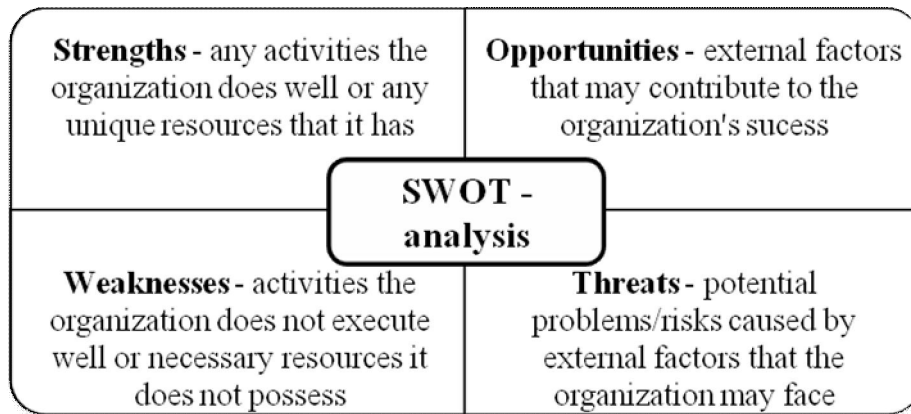 Strengths - any activities the
organization does well or any
unique resources that it has
Opportunities - external factors
that may contribute to the
organization's sucess
SWOT -
analysis
Weaknesses - activities the
organization does not execute
well or necessary resources it
does not possess
Threats - potential
problems/risks caused by
external factors that the
organization may face